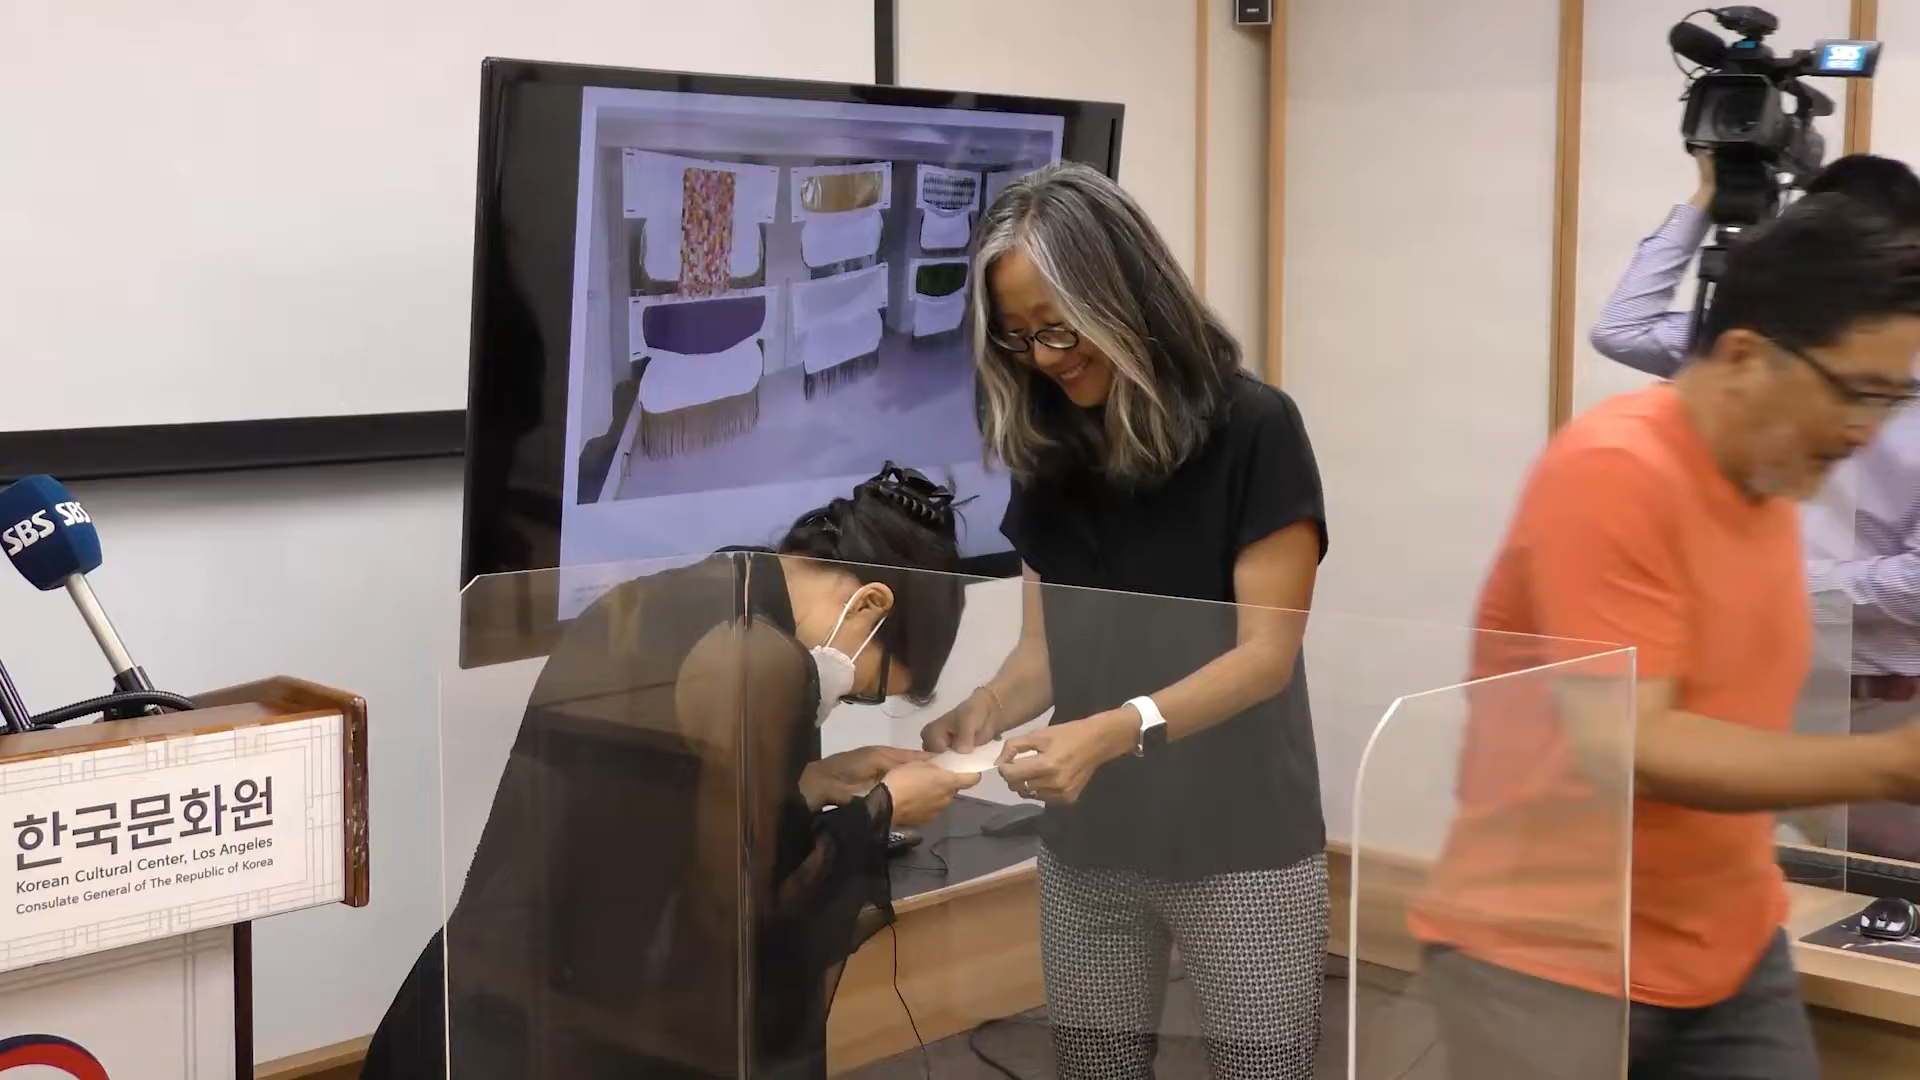 SBS SBS
한국문화원
Korean Cultural Center, Los Angeles
Consulate General of The Republic of Korea
SBS